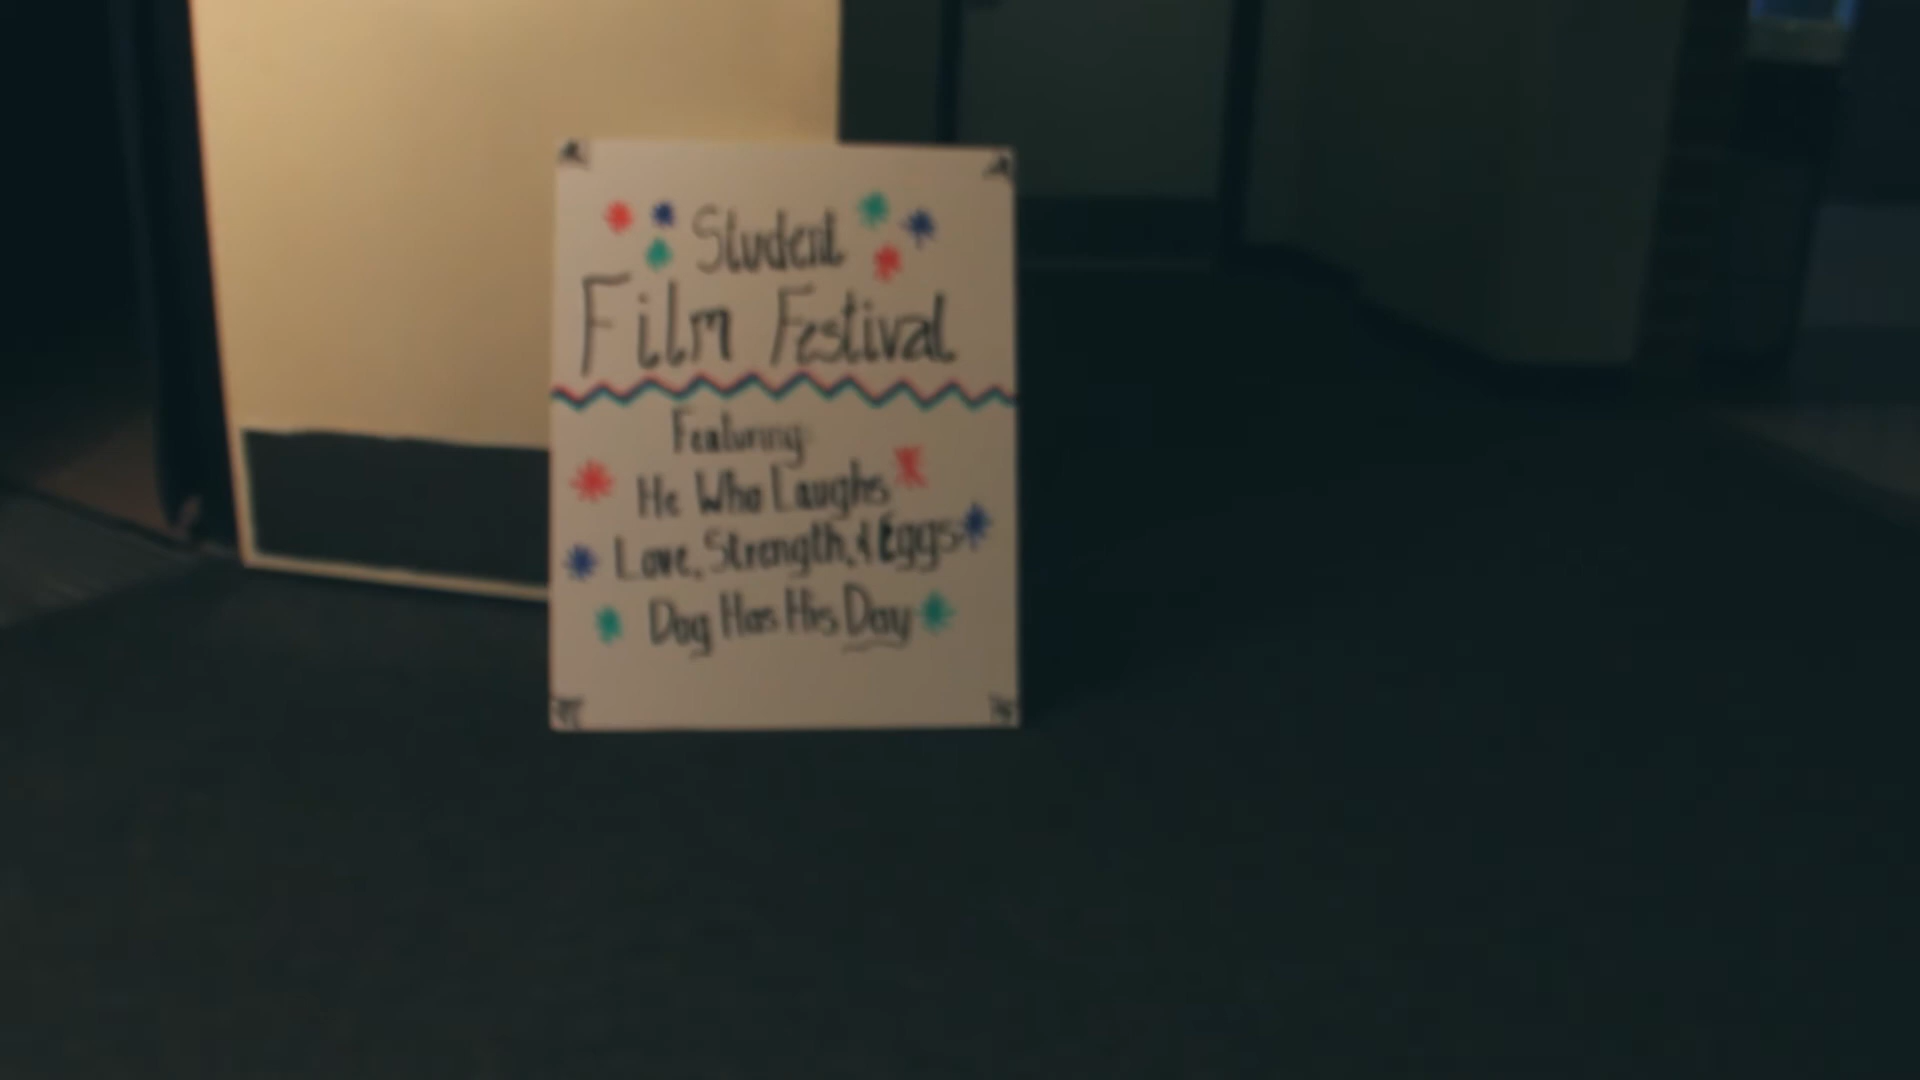 Student
Film Festival
Featuring:
He Who Laughs
Love, Strength, & Eggs
Dog Has His Day